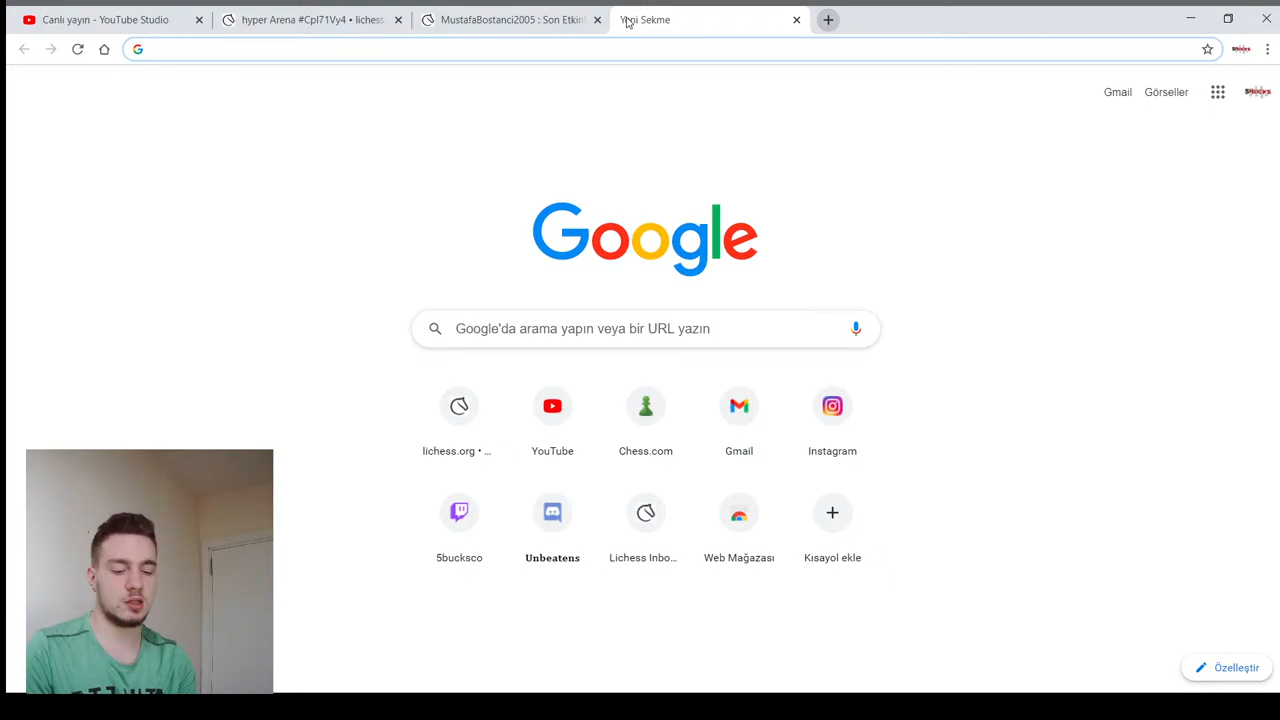 Canlı yayın - YouTube Studio
hyper Arena #Cpl71Vy4 • lichess
MustafaBostanci2005 : Son Etkin
Yeni Sekme
Gmail
Görseller
Google
Google'da arama yapın veya bir URL yazın
lichess.org • ...
YouTube
Chess.com
Gmail
Instagram
5bucksco
Unbeatens
Lichess Inbo...
Web Mağazası
Kısayol ekle
Özelleştir